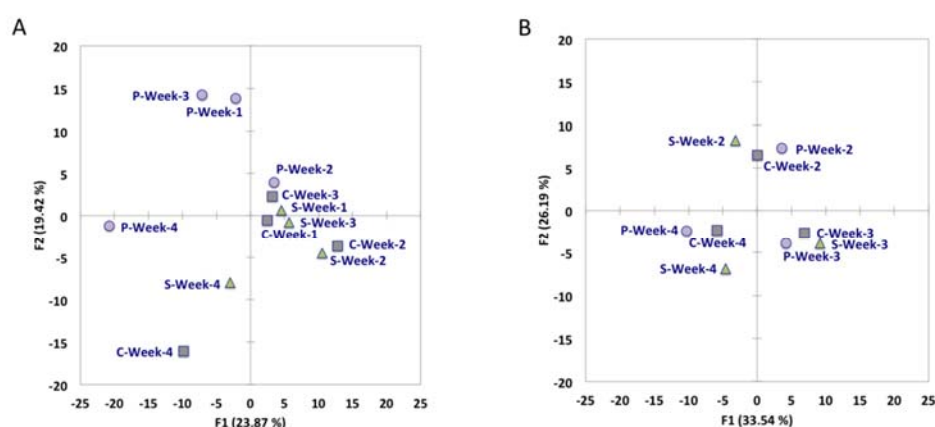 A
20
15
10
5
0
-5
-10
-15
-20
F2 (19.42 %)
P-Week-3
P-Week-1
P-Week-2
C-Week-3
S-Week-1
S-Week-3
C-Week-1
C-Week-2
S-Week-2
P-Week-4
S-Week-4
C-Week-4
-25 -20 -15 -10 -5 0 5 10 15 20 25
F1 (23.87 %)
B
20
15
10
5
0
-5
-10
-15
-20
F2 (26.19 %)
S-Week-2
P-Week-2
C-Week-2
P-Week-4
C-Week-4
C-Week-3
S-Week-3
P-Week-3
S-Week-4
-25 -20 -15 -10 -5 0 5 10 15 20 25
F1 (33.54 %)